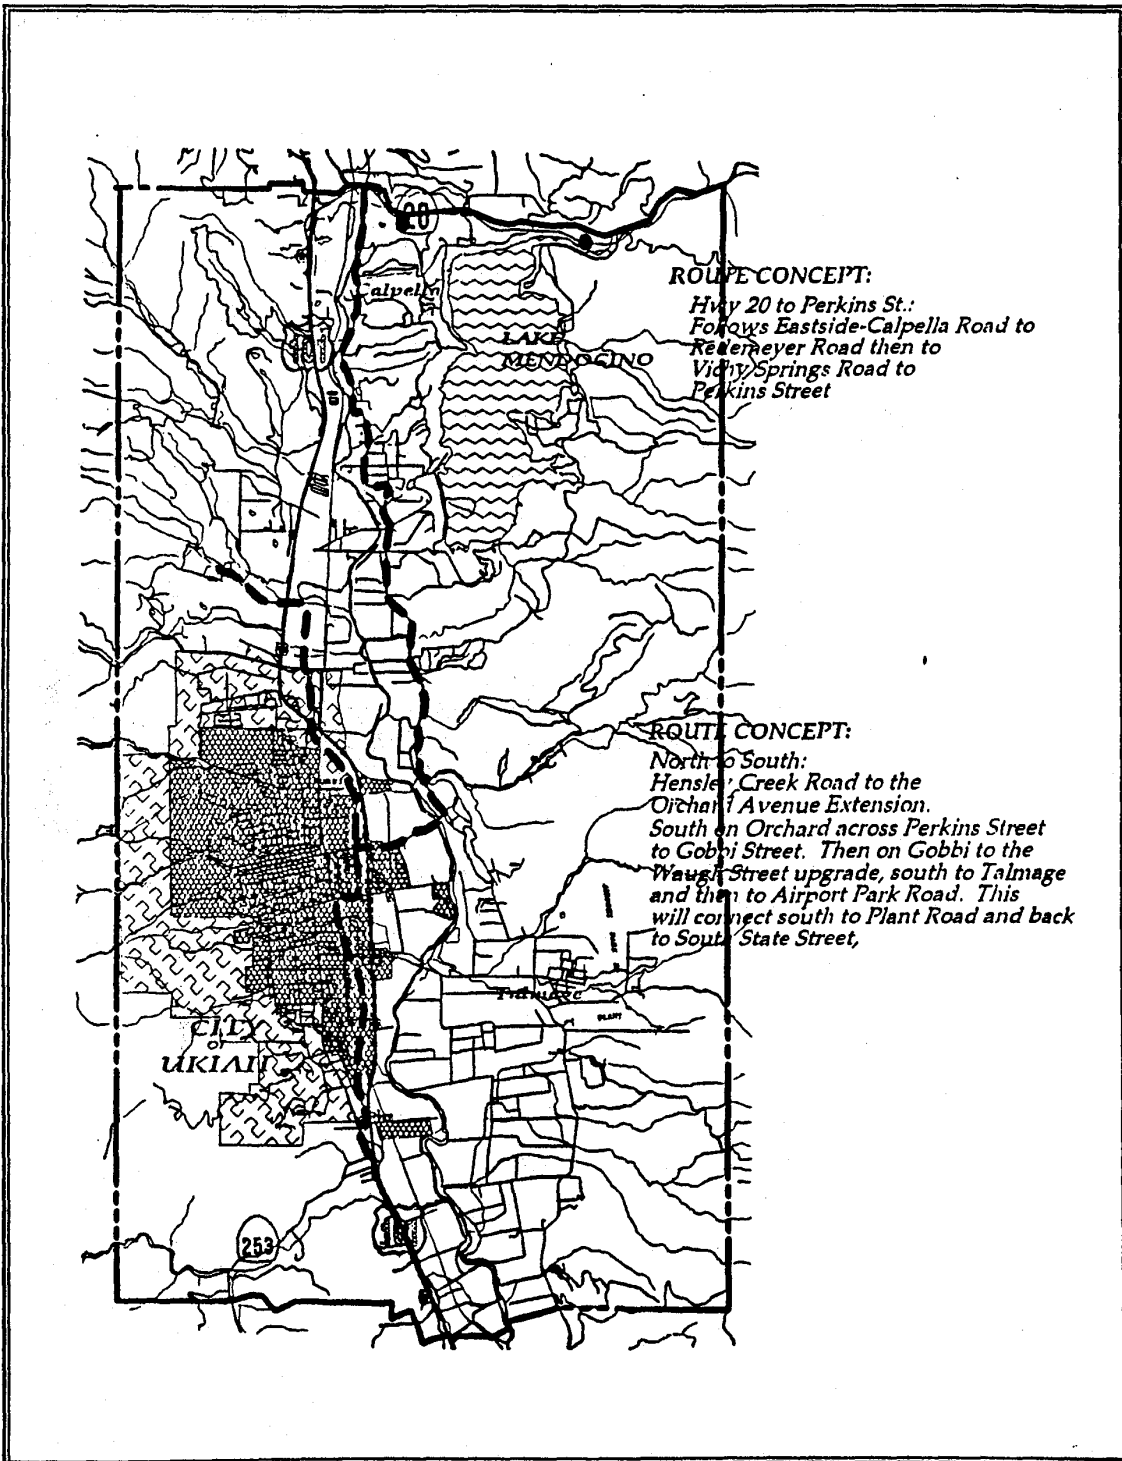 20
Calpella
LAKE
MENDOCINO
ROUTE CONCEPT:
Hwy 20 to Perkins St.:
Follows Eastside-Calpella Road to
Redemeyer Road then to
Vichy Springs Road to
Perkins Street
ROUTE CONCEPT:
North to South:
Hensley Creek Road to the
Orchard Avenue Extension.
South on Orchard across Perkins Street
to Gobbi Street. Then on Gobbi to the
Waugh Street upgrade, south to Talmage
and then to Airport Park Road. This
will connect south to Plant Road and back
to South State Street,
Talmage
PLANT
CITY
of
UKIAH
253